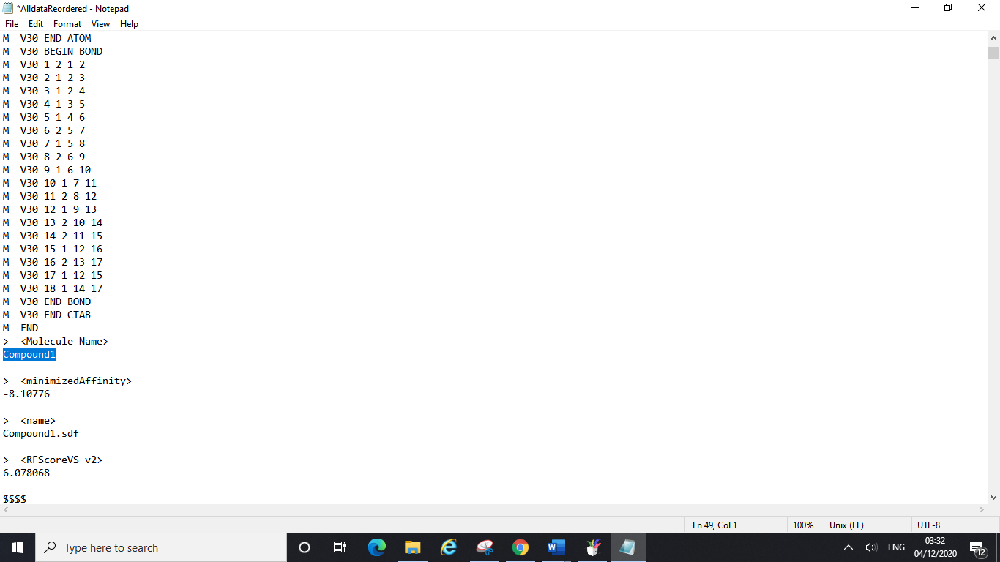 *AlldataReordered - Notepad
File Edit Format View Help
M  V30 END ATOM
M  V30 BEGIN BOND
M  V30 1 2 1 2
M  V30 2 1 2 3
M  V30 3 1 2 4
M  V30 4 1 3 5
M  V30 5 1 4 6
M  V30 6 2 5 7
M  V30 7 1 5 8
M  V30 8 2 6 9
M  V30 9 1 6 10
M  V30 10 1 7 11
M  V30 11 2 8 12
M  V30 12 1 9 13
M  V30 13 2 10 14
M  V30 14 2 11 15
M  V30 15 1 12 16
M  V30 16 2 13 17
M  V30 17 1 12 15
M  V30 18 1 14 17
M  V30 END BOND
M  V30 END CTAB
M  END
>  <Molecule Name>
Compound1
>  <minimizedAffinity>
-8.10776
>  <name>
Compound1.sdf
>  <RFScoreVS_v2>
6.078068
$$$$
Ln 49, Col 1 100% Unix (LF) UTF-8
Type here to search
ENG
03:32
04/12/2020
12